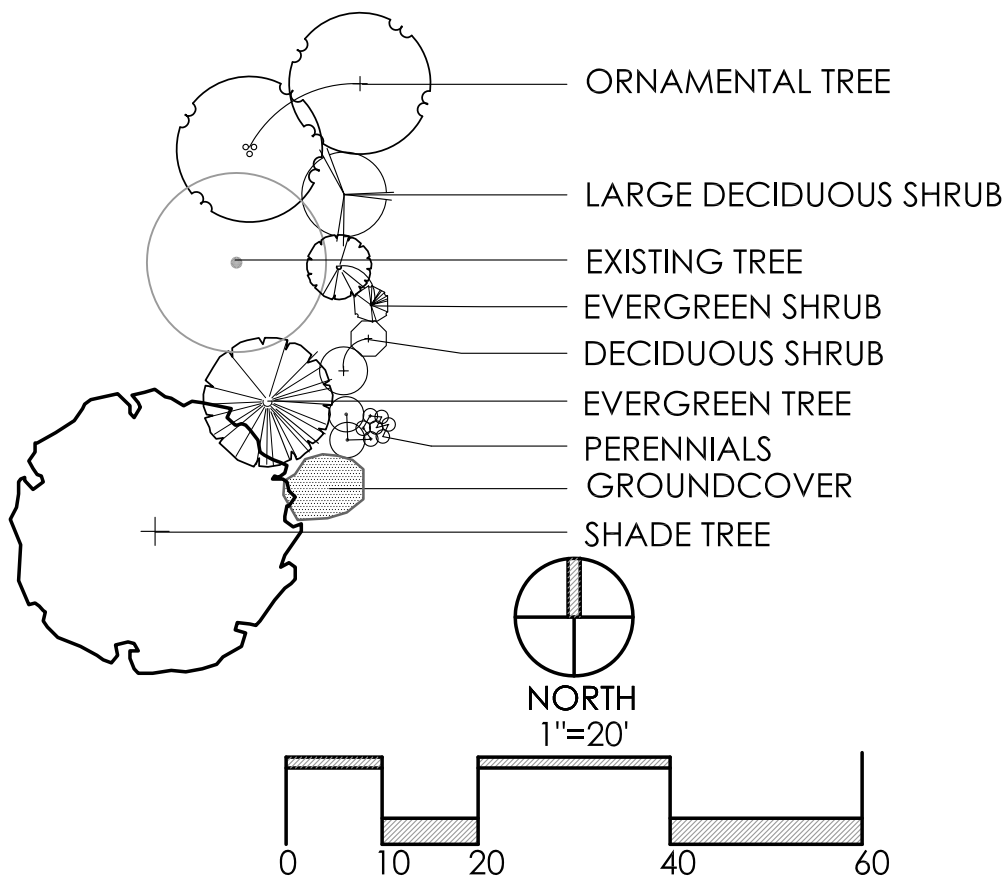 ORNAMENTAL TREE
LARGE DECIDUOUS SHRUB
EXISTING TREE
EVERGREEN SHRUB
DECIDUOUS SHRUB
EVERGREEN TREE
PERENNIALS
GROUNDCOVER
SHADE TREE
NORTH
1"=20'
0 10 20 40 60